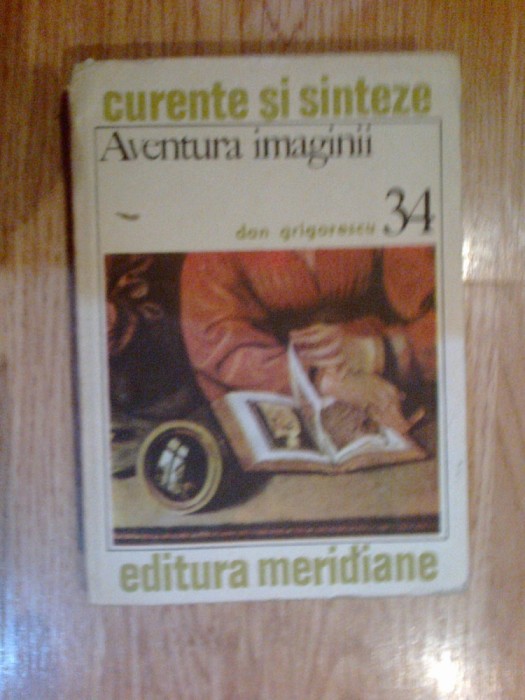 curente și sinteze
Aventura imaginii
34
dan grigorescu
editura meridiane